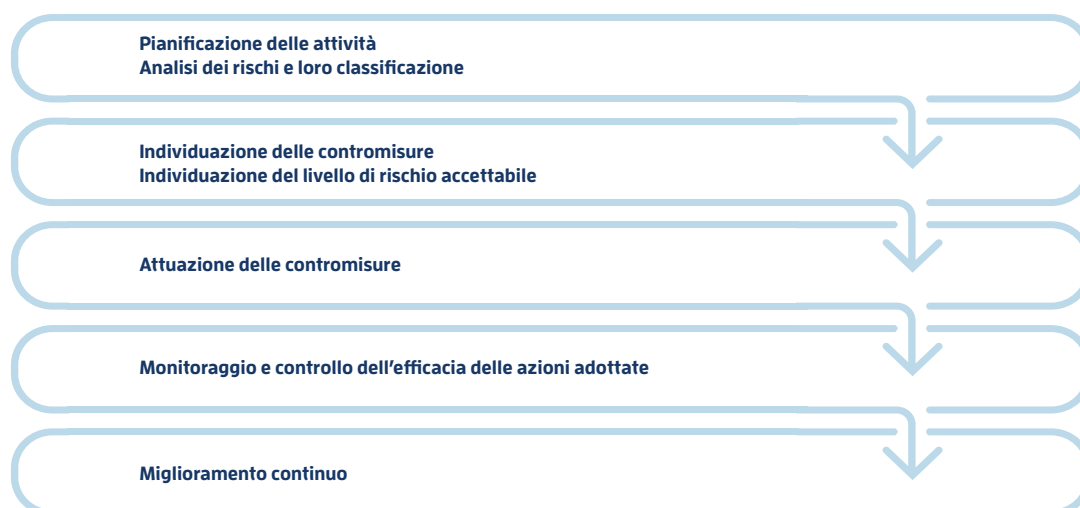 Pianificazione delle attività
Analisi dei rischi e loro classificazione
Individuazione delle contromisure
Individuazione del livello di rischio accettabile
Attuazione delle contromisure
Monitoraggio e controllo dell’efficacia delle azioni adottate
Miglioramento continuo